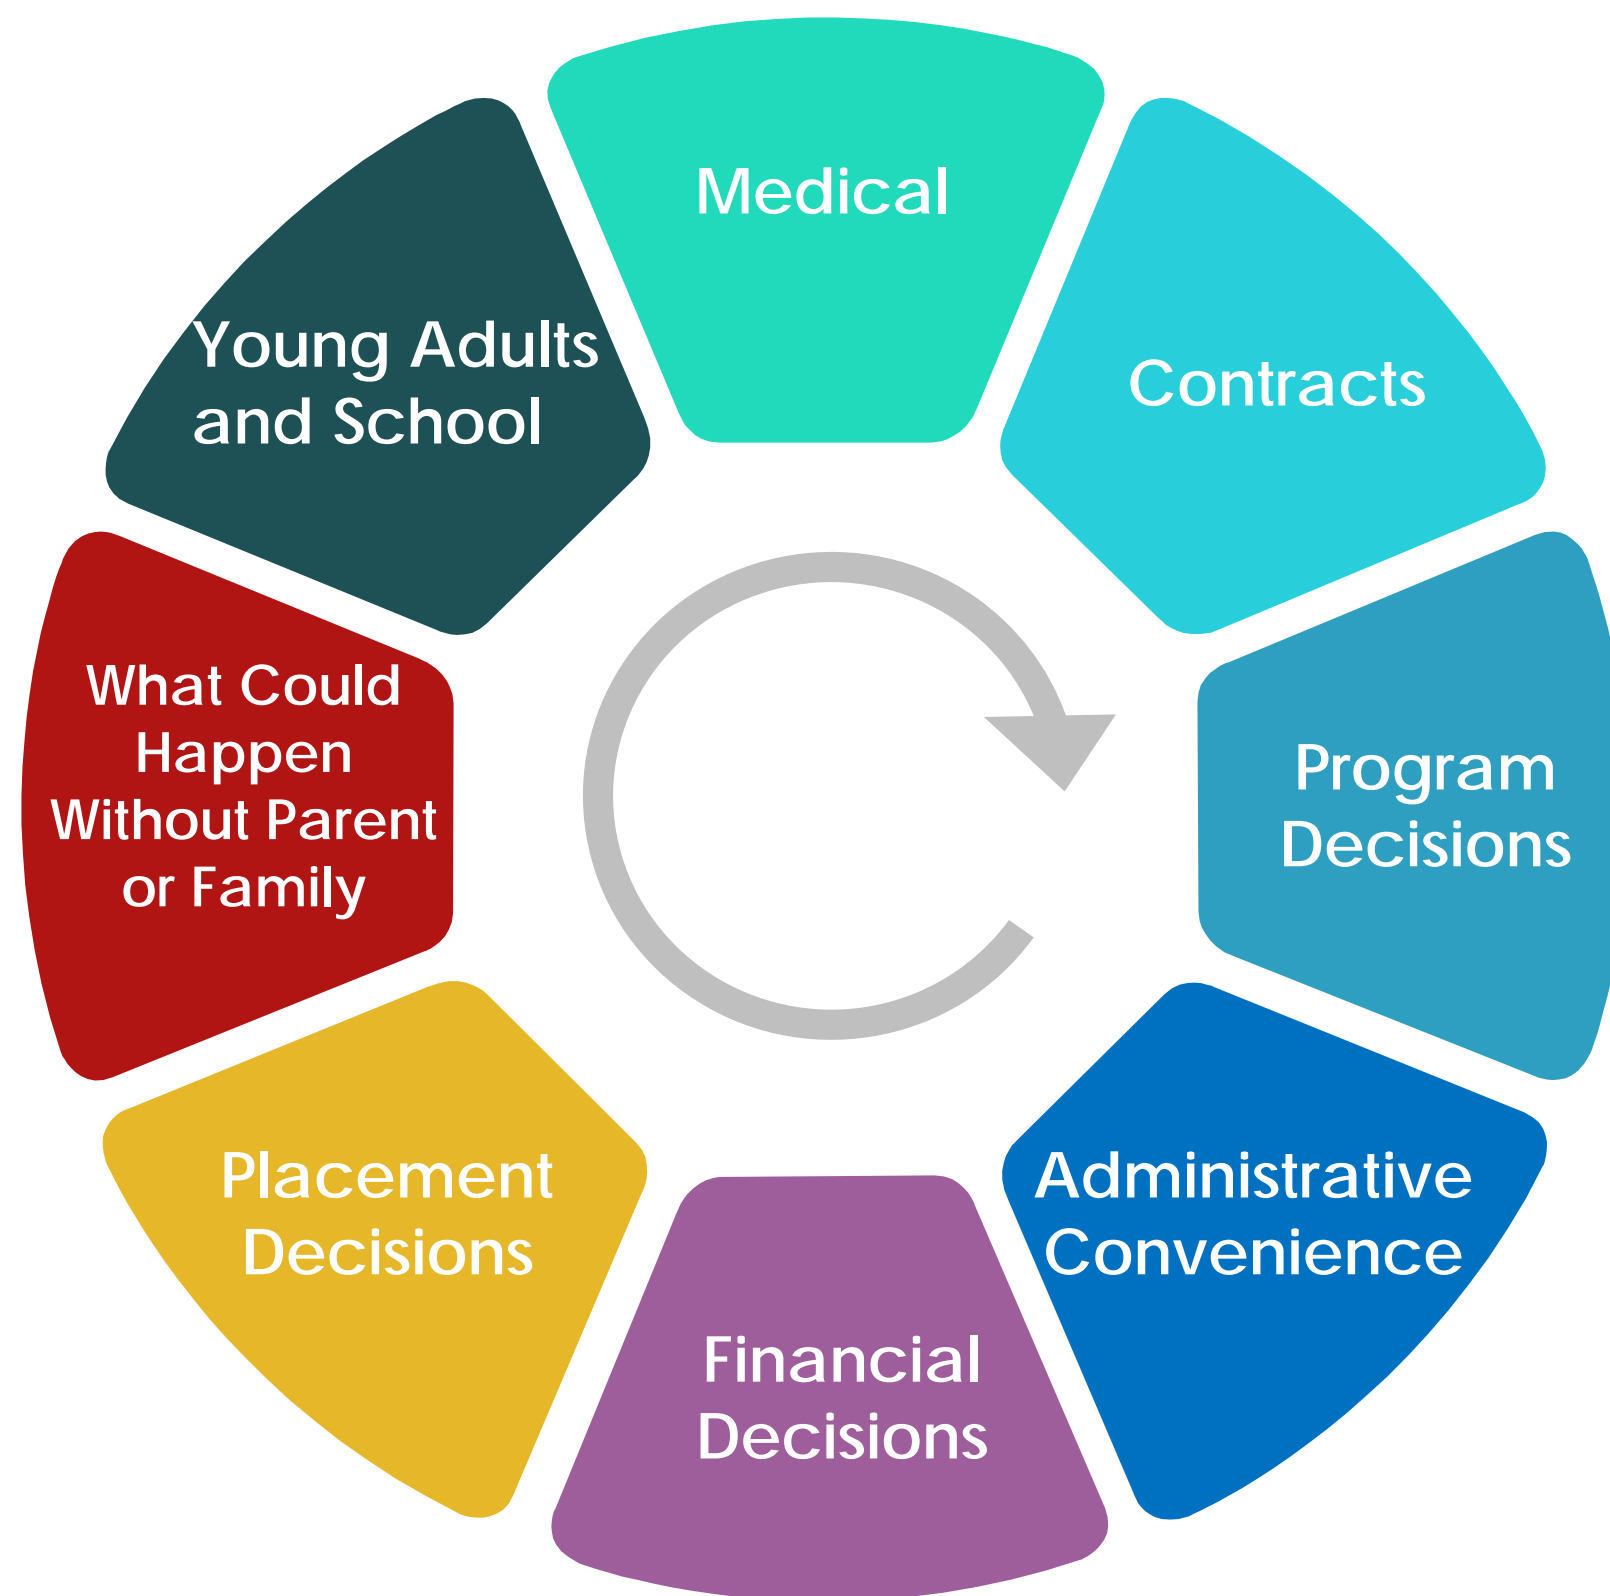 Medical
Contracts
Program
Decisions
Administrative
Convenience
Financial
Decisions
Placement
Decisions
What Could
Happen
Without Parent
or Family
Young Adults
and School